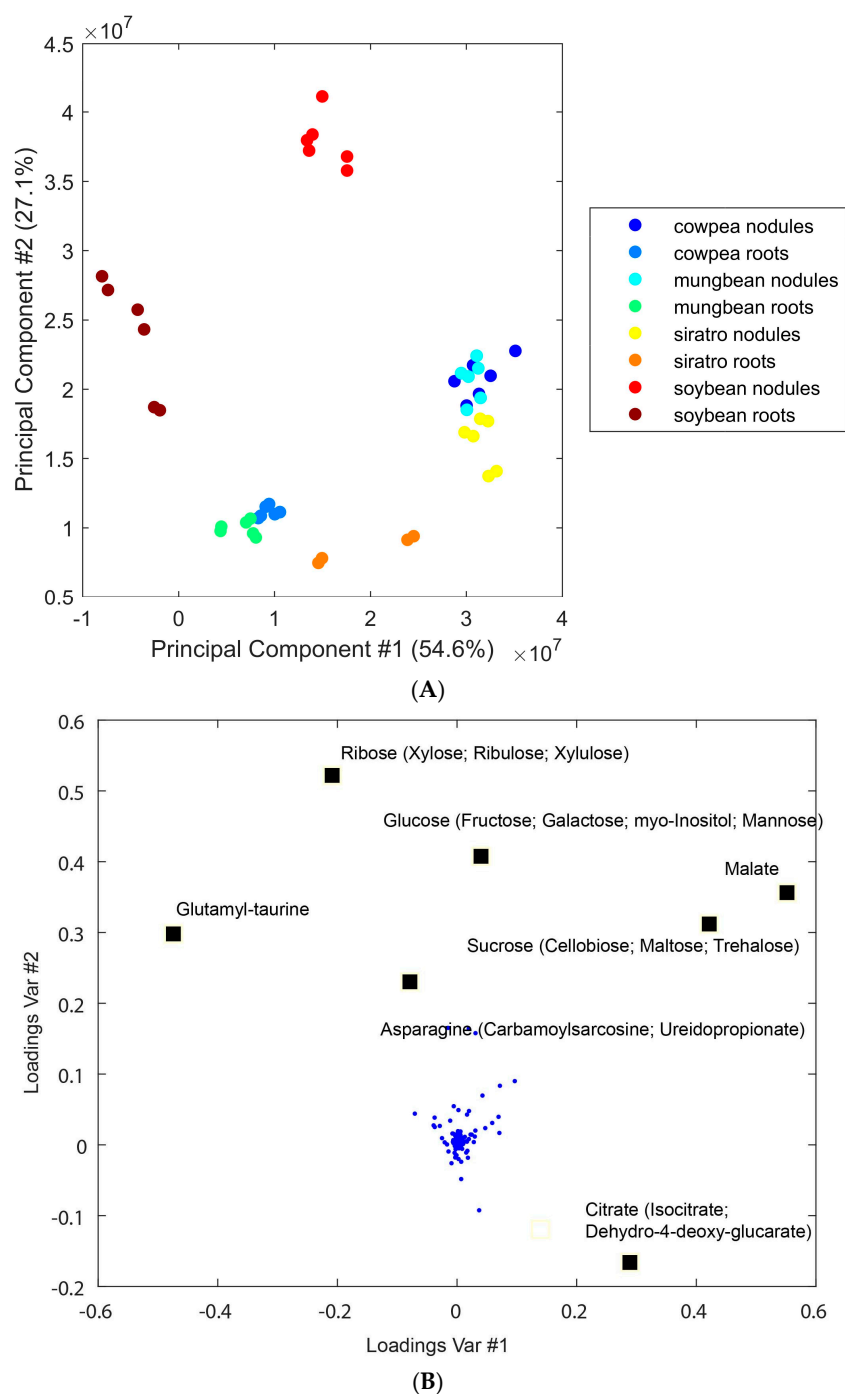 ×10⁷
4.5
4
3.5
3
2.5
2
1.5
1
0.5
Principal Component #2 (27.1%)
-1 0 1 2 3 4
Principal Component #1 (54.6%) ×10⁷
cowpea nodules
cowpea roots
mungbean nodules
mungbean roots
siratro nodules
siratro roots
soybean nodules
soybean roots
(A)
0.6
0.5
0.4
0.3
0.2
0.1
0
-0.1
-0.2
Loadings Var #2
Ribose (Xylose; Ribulose; Xylulose)
Glucose (Fructose; Galactose; myo-Inositol; Mannose)
Malate
Glutamyl-taurine
Sucrose (Cellobiose; Maltose; Trehalose)
Asparagine (Carbamoylsarcosine; Ureidopropionate)
Citrate (Isocitrate;
Dehydro-4-deoxy-glucarate)
-0.6 -0.4 -0.2 0 0.2 0.4 0.6
Loadings Var #1
(B)